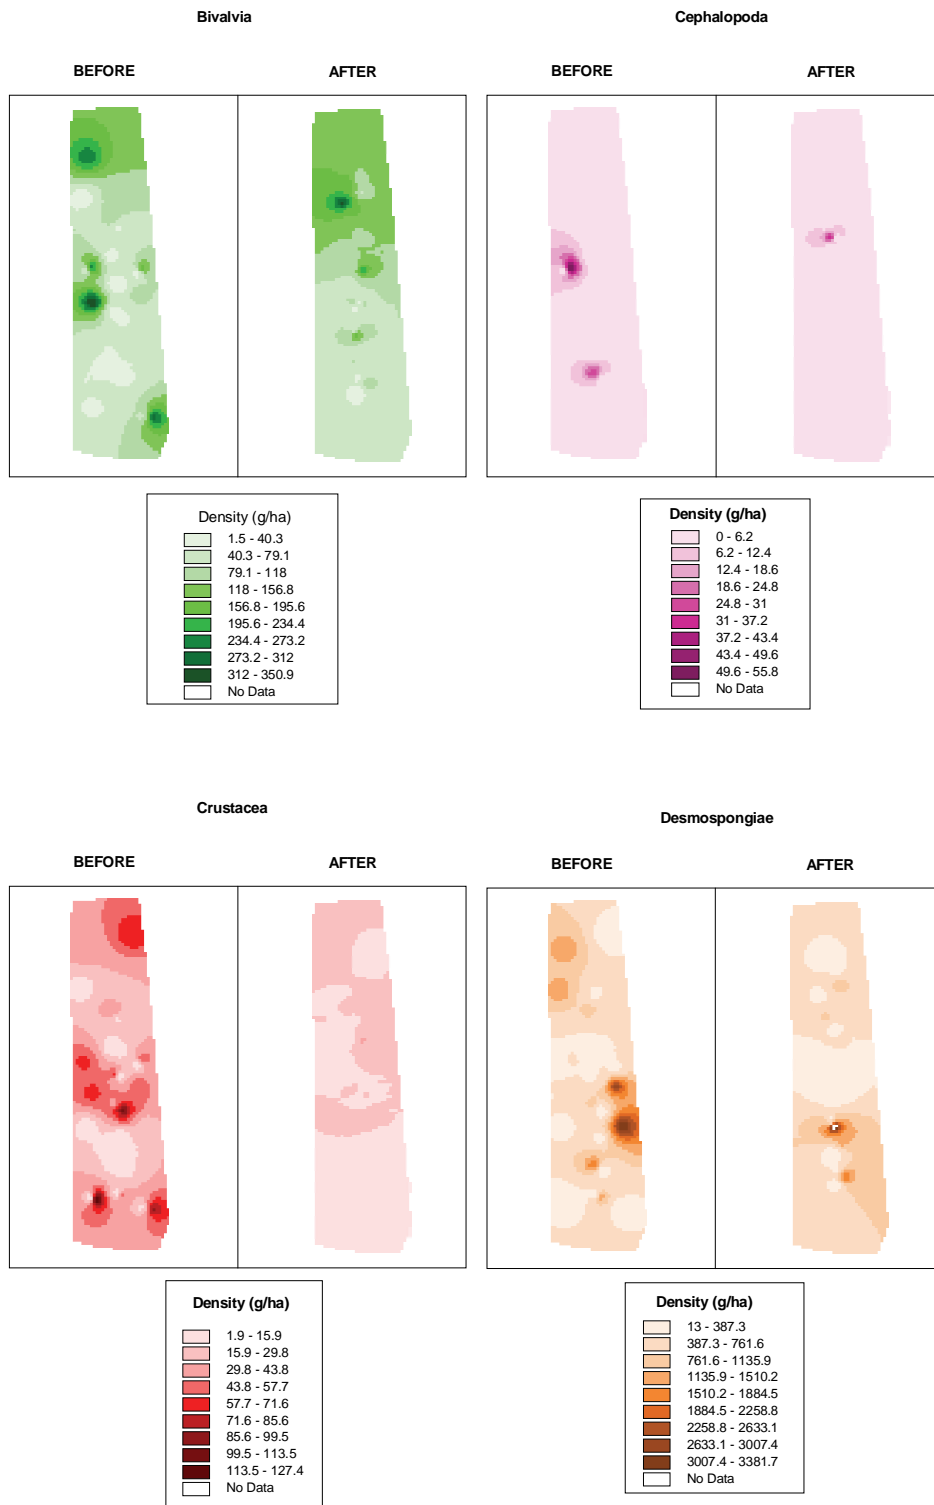 Bivalvia
BEFORE
AFTER
Density (g/ha)
1.5 - 40.3
40.3 - 79.1
79.1 - 118
118 - 156.8
156.8 - 195.6
195.6 - 234.4
234.4 - 273.2
273.2 - 312
312 - 350.9
No Data
Cephalopoda
BEFORE
AFTER
Density (g/ha)
0 - 6.2
6.2 - 12.4
12.4 - 18.6
18.6 - 24.8
24.8 - 31
31 - 37.2
37.2 - 43.4
43.4 - 49.6
49.6 - 55.8
No Data
Crustacea
BEFORE
AFTER
Density (g/ha)
1.9 - 15.9
15.9 - 29.8
29.8 - 43.8
43.8 - 57.7
57.7 - 71.6
71.6 - 85.6
85.6 - 99.5
99.5 - 113.5
113.5 - 127.4
No Data
Desmospongiae
BEFORE
AFTER
Density (g/ha)
13 - 387.3
387.3 - 761.6
761.6 - 1135.9
1135.9 - 1510.2
1510.2 - 1884.5
1884.5 - 2258.8
2258.8 - 2633.1
2633.1 - 3007.4
3007.4 - 3381.7
No Data